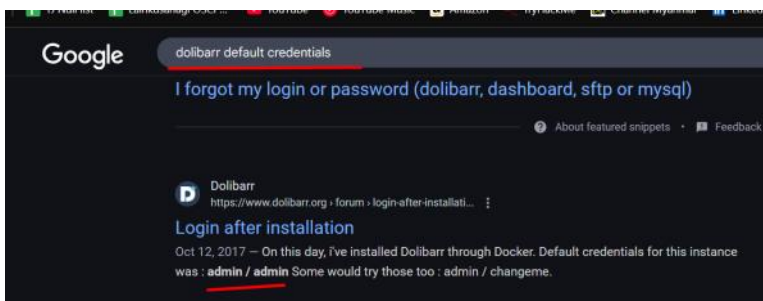 YouTube
YouTube Music
Amazon
TryHackMe
Channel Myanmar
Google
dolibarr default credentials
I forgot my login or password (dolibarr, dashboard, sftp or mysql)
About featured snippets • Feedback
Dolibarr
https://www.dolibarr.org › forum › login-after-installati...
Login after installation
Oct 12, 2017 — On this day, i've installed Dolibarr through Docker. Default credentials for this instance
was : admin / admin Some would try those too : admin / changeme.